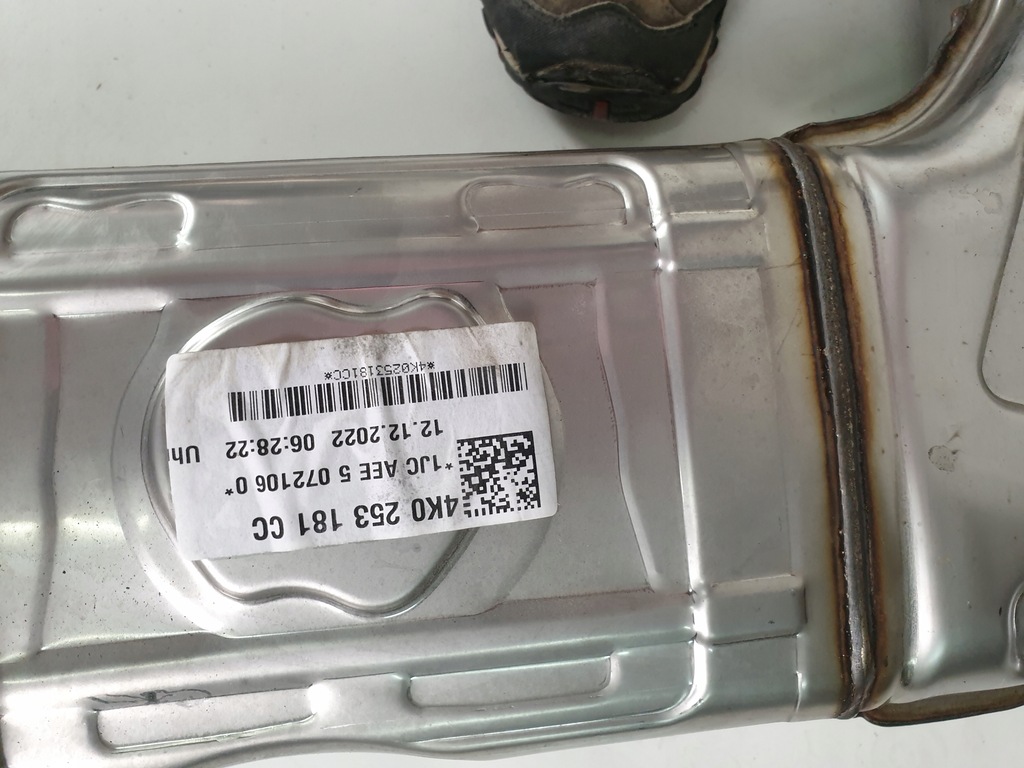 4K0 253 181 CC
*1JC AEE 5 072106 0*
12.12.2022 06:28:22 Uh
*4K0253181CC*